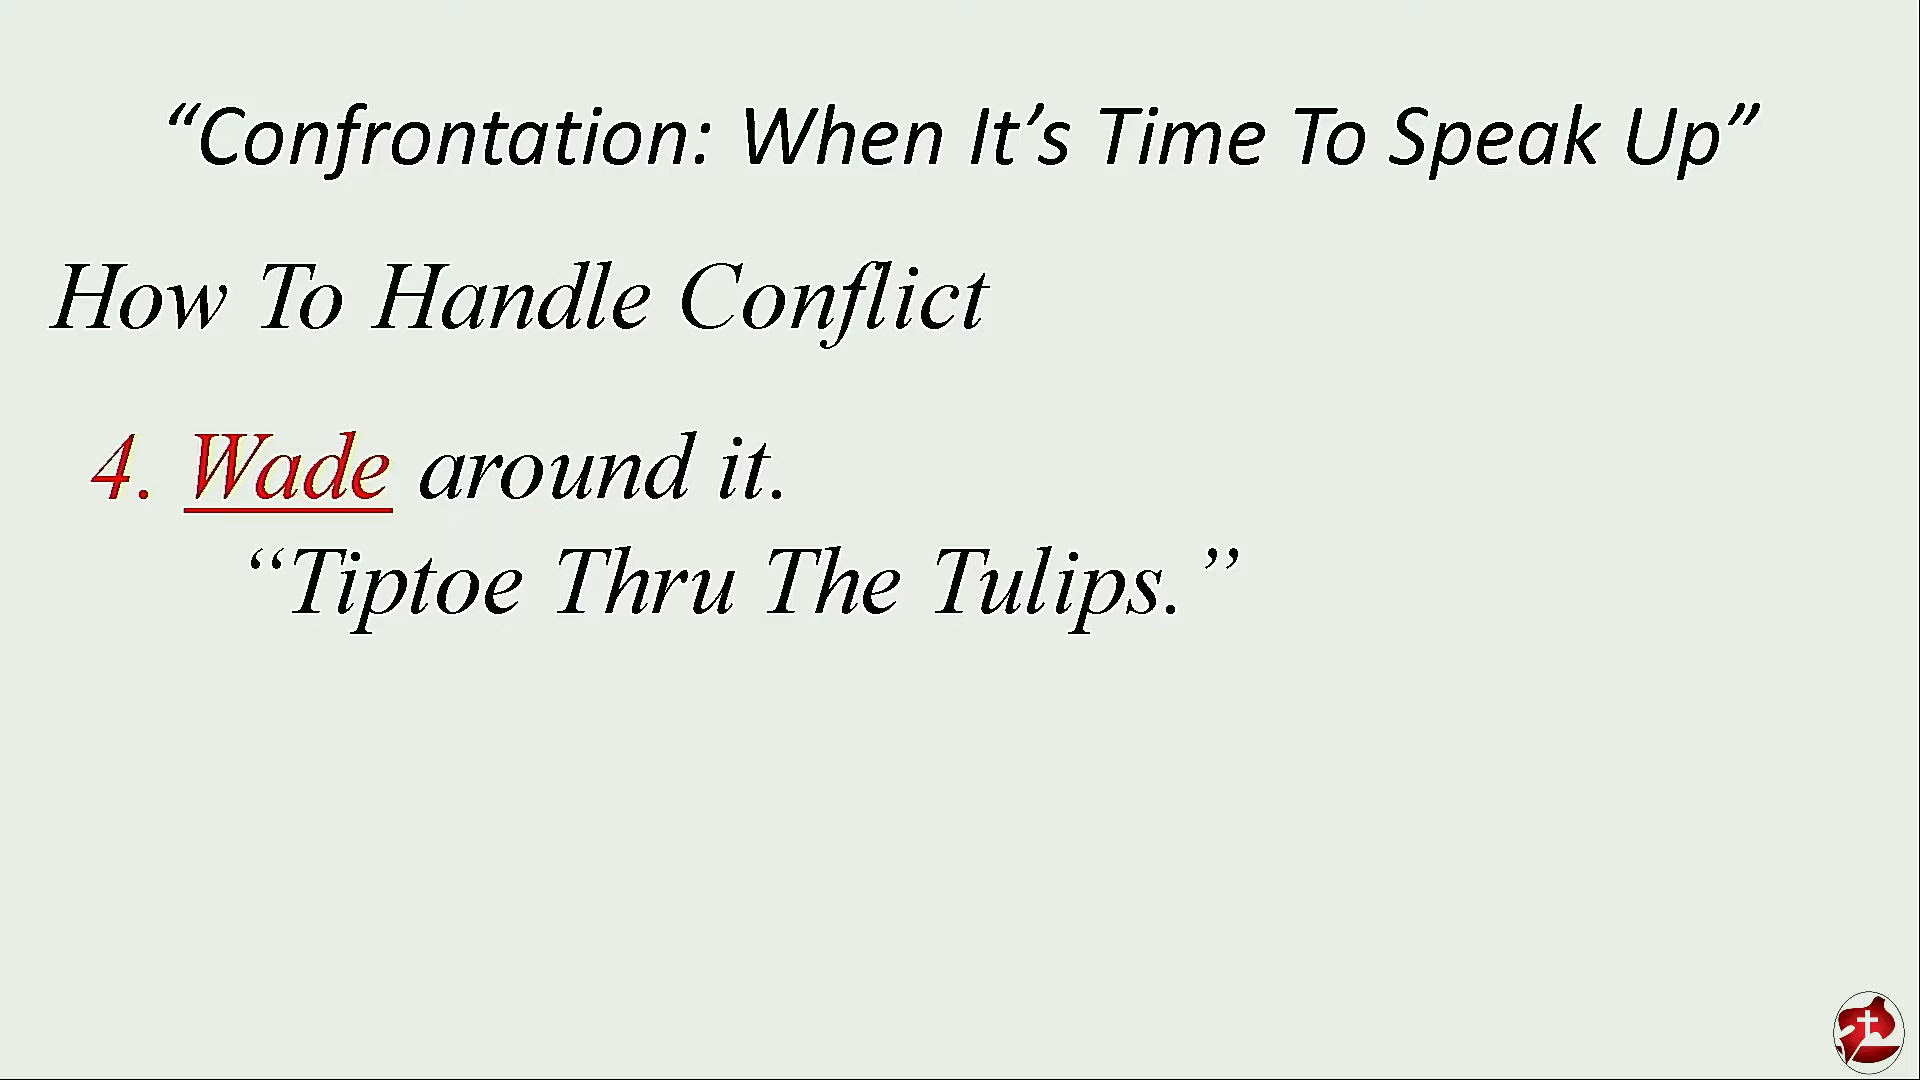 “Confrontation: When It’s Time To Speak Up”
How To Handle Conflict
4. Wade around it.
“Tiptoe Thru The Tulips.”